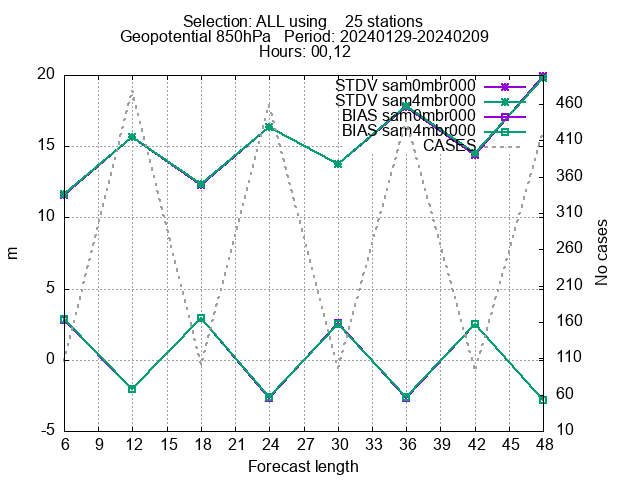 Selection: ALL using    25 stations
Geopotential 850hPa   Period: 20240129-20240209
Hours: 00,12
STDV sam0mbr000
STDV sam4mbr000
BIAS sam0mbr000
BIAS sam4mbr000
CASES
20
15
10
5
0
-5
m
460
410
360
310
260
210
160
110
60
10
No cases
6 9 12 15 18 21 24 27 30 33 36 39 42 45 48
Forecast length